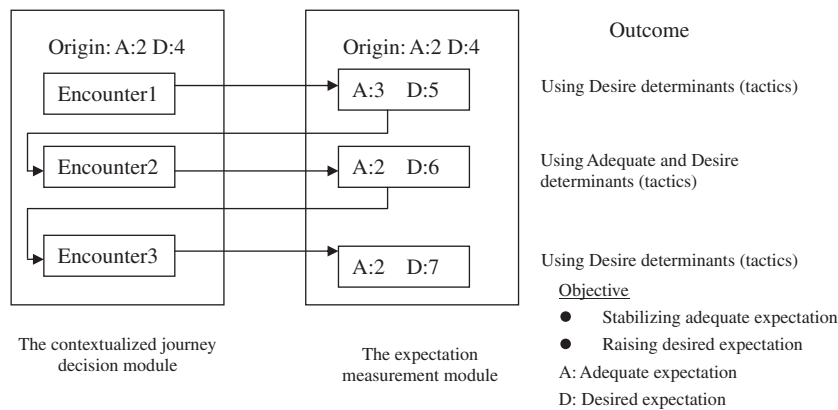 Origin: A:2 D:4
Origin: A:2 D:4
Outcome
Encounter1
A:3 D:5
Using Desire determinants (tactics)
Encounter2
A:2 D:6
Using Adequate and Desire
determinants (tactics)
Encounter3
A:2 D:7
Using Desire determinants (tactics)
Objective
● Stabilizing adequate expectation
● Raising desired expectation
A: Adequate expectation
D: Desired expectation
The contextualized journey
decision module
The expectation
measurement module